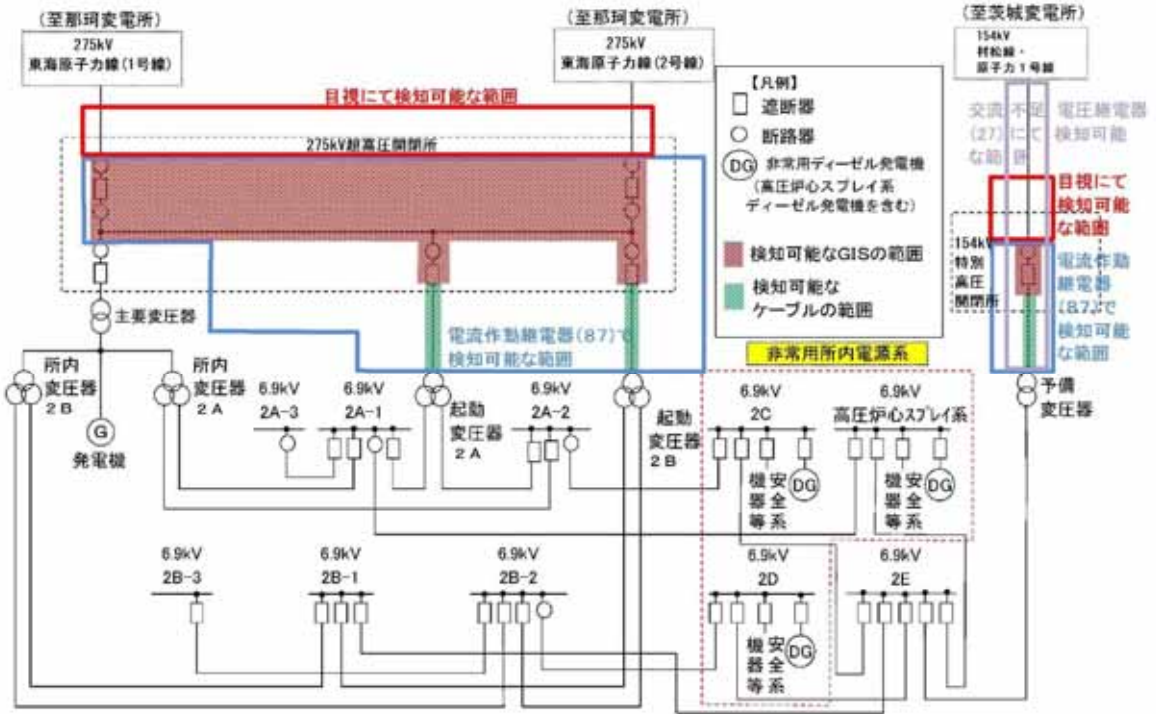 (至那珂変電所)
275kV
東海原子力線(1号線)
(至那珂変電所)
275kV
東海原子力線(2号線)
(至茨城変電所)
154kV
村松線・
原子力1号線
目視にて検知可能な範囲
275kV超高圧開閉所
【凡例】
遮断器
断路器
DG 非常用ディーゼル発電機
(高圧炉心スプレイ系
ディーゼル発電機を含む)
検知可能なGISの範囲
検知可能な
ケーブルの範囲
交流不足電圧継電器
(27)にて検知可能
な範囲
目視にて
検知可能
な範囲
154kV
特別
高圧
開閉所
電流作動
継電器
(87)で
検知可能
な範囲
主要変圧器
電流作動継電器(87)で
検知可能な範囲
非常用所内電源系
所内
変圧器
2B
所内
変圧器
2A
G
発電機
6.9kV
2A-3
6.9kV
2A-1
起動
変圧器
2A
6.9kV
2A-2
起動
変圧器
2B
6.9kV
2C
6.9kV
高圧炉心スプレイ系
予備
変圧器
安全系
機器等
DG
安全系
機器等
DG
6.9kV
2B-3
6.9kV
2B-1
6.9kV
2B-2
6.9kV
2D
6.9kV
2E
安全系
機器等
DG